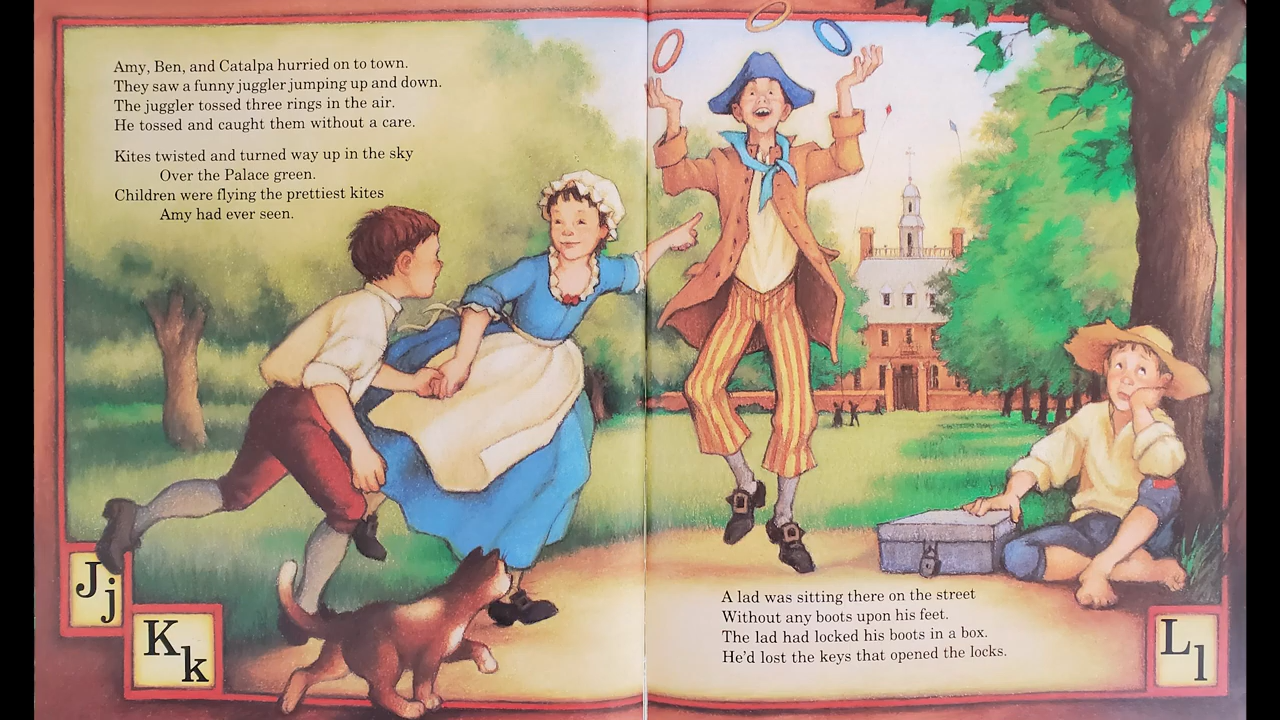 Amy, Ben, and Catalpa hurried on to town.
They saw a funny juggler jumping up and down.
The juggler tossed three rings in the air.
He tossed and caught them without a care.
Kites twisted and turned way up in the sky
Over the Palace green.
Children were flying the prettiest kites
Amy had ever seen.
Jj
Kk
A lad was sitting there on the street
Without any boots upon his feet.
The lad had locked his boots in a box.
He'd lost the keys that opened the locks.
Ll